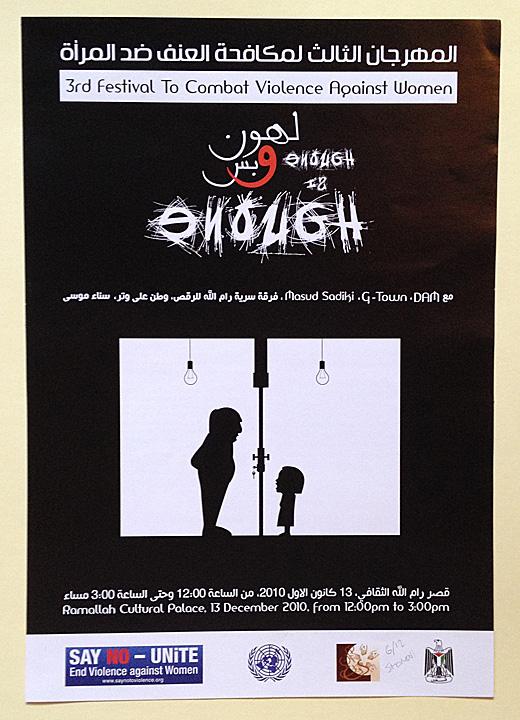 المهرجان الثالث لمكافحة العنف ضد المرأة
3rd Festival To Combat Violence Against Women
لهون
وبس
ENOUGH
IS
ENOUGH
مع DAM، G-Town، Masud Sadiki، فرقة سرية رام الله للرقص، وطن على وتر، سناء موسى
قصر رام الله الثقافي، 13 كانون الاول 2010، من الساعة 12:00 وحتى الساعة 3:00 مساء
Ramallah Cultural Palace, 13 December 2010, From 12:00pm to 3:00pm
SAY NO – UNiTE
End Violence against Women
www.saynotoviolence.org
6/12